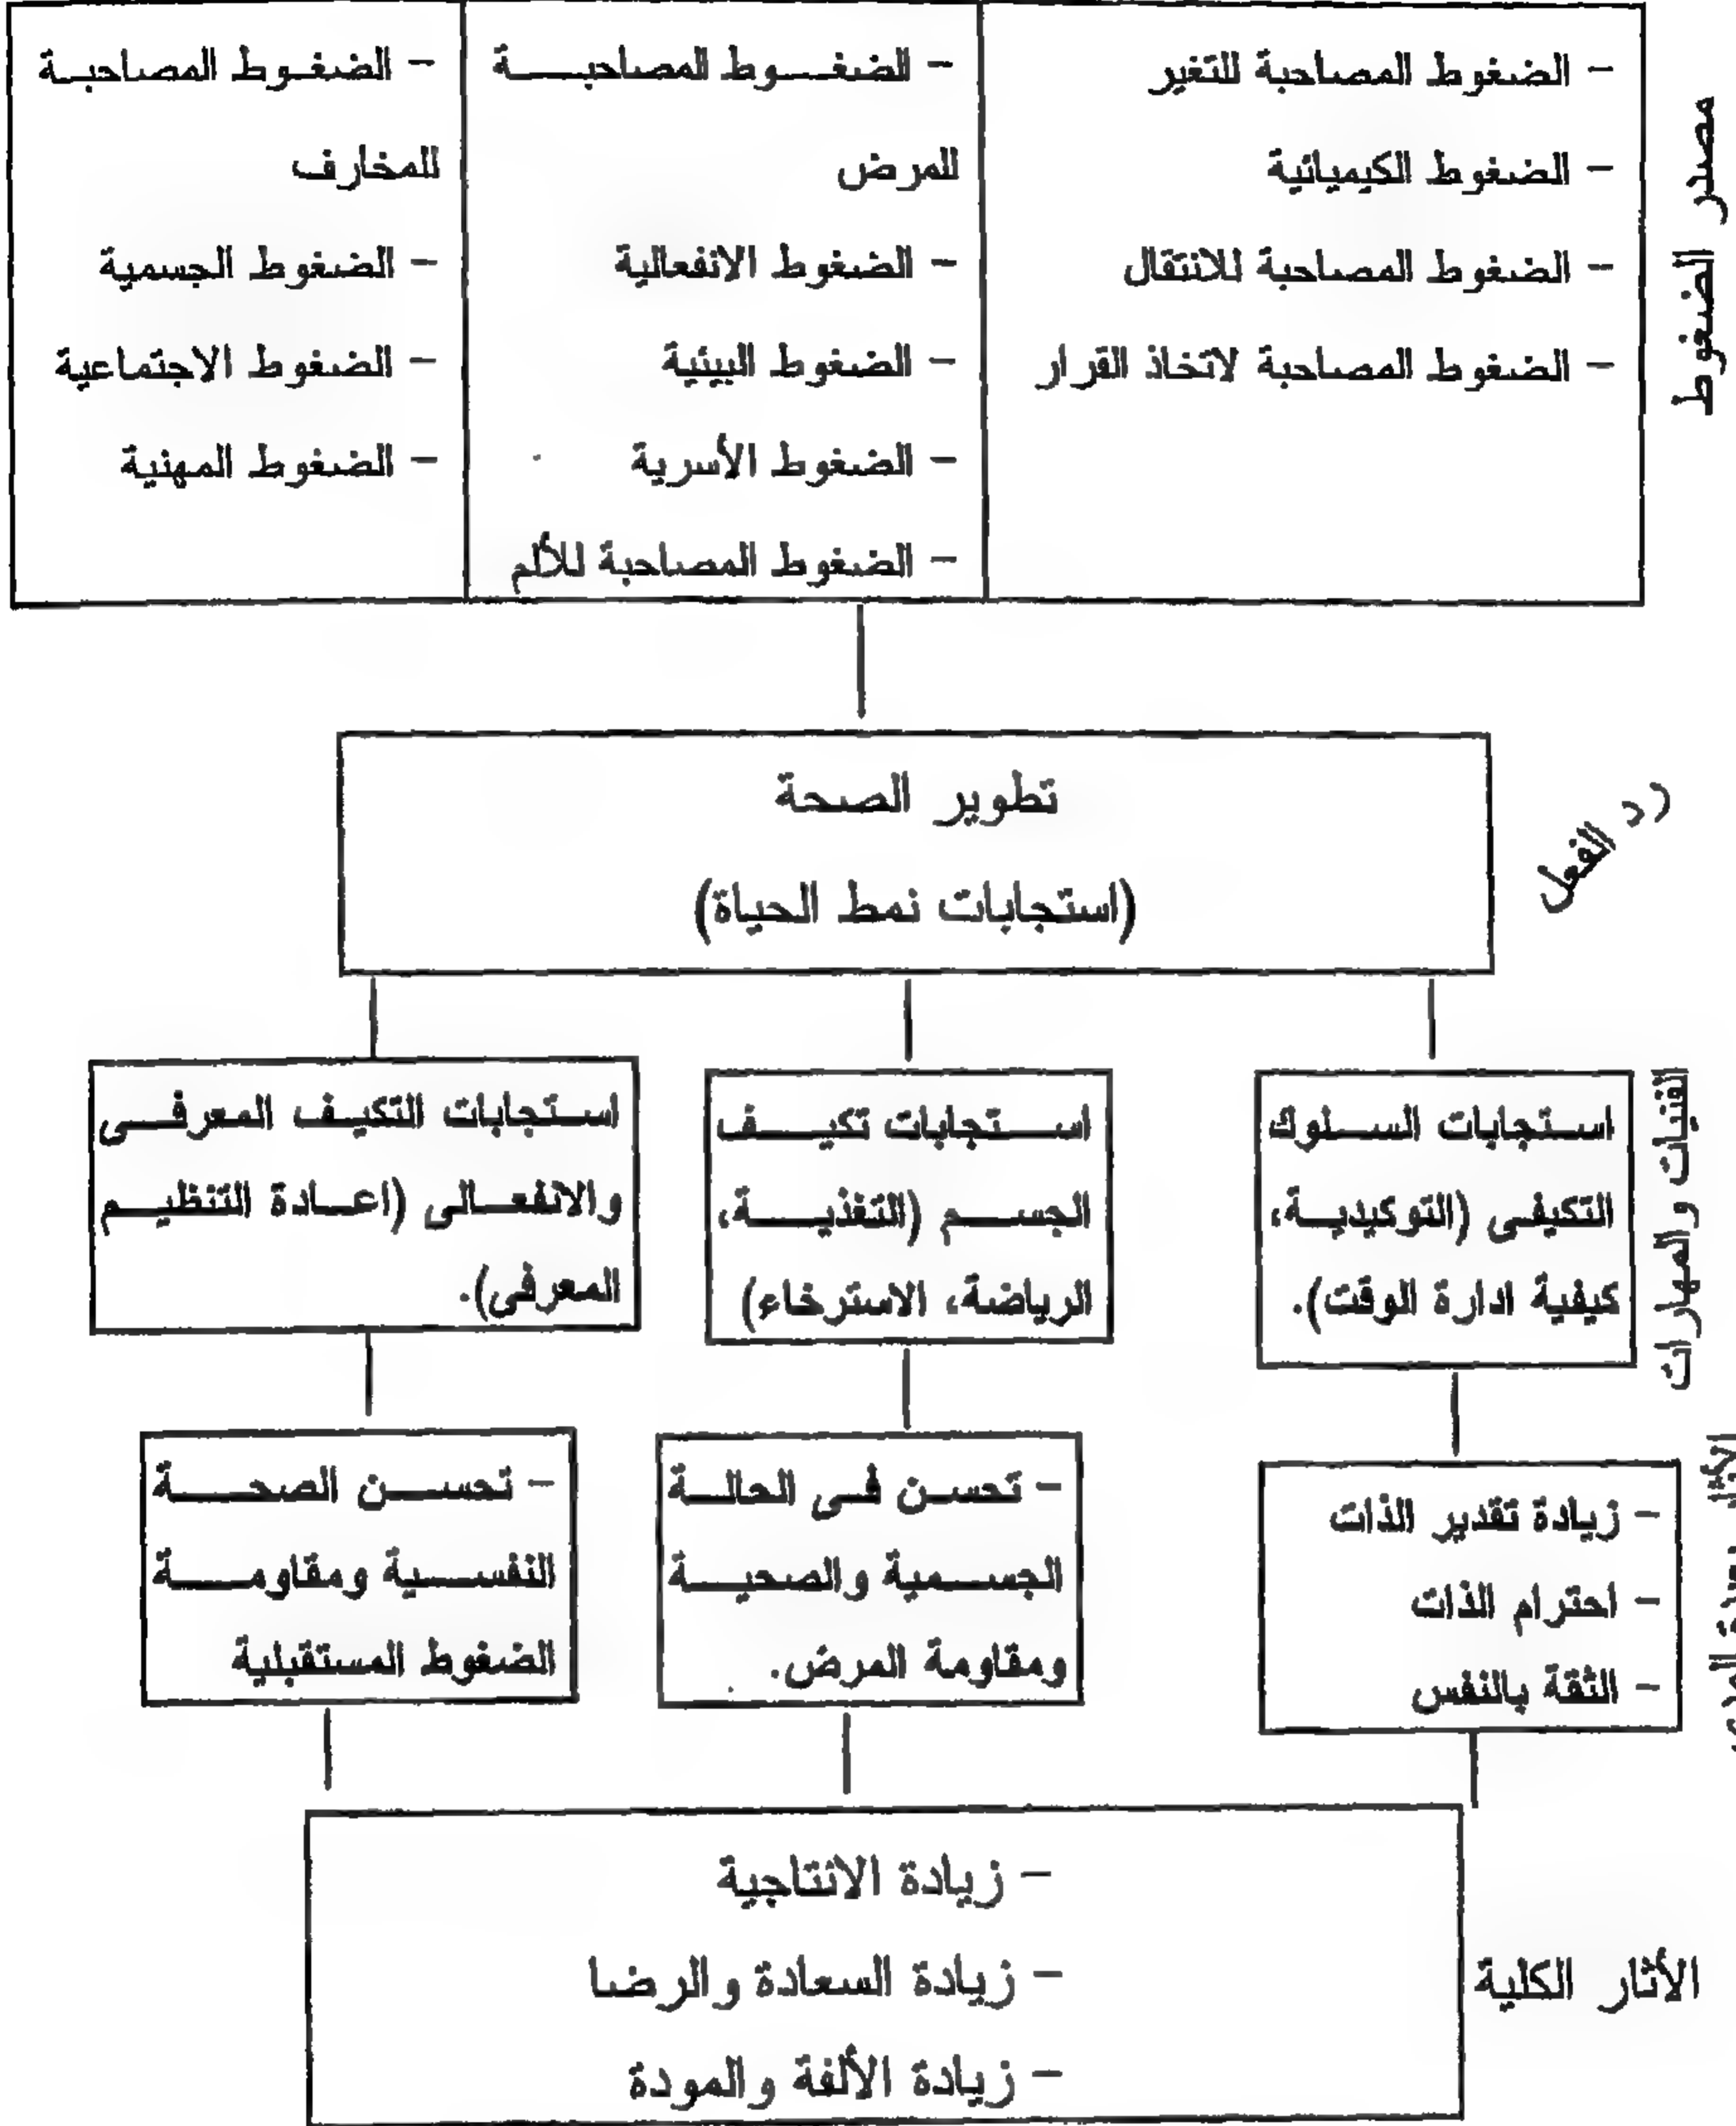 مصدر الضغوط
- الضغوط المصاحبة للتغير
- الضغوط الكيميائية
- الضغوط المصاحبة للانتقال
- الضغوط المصاحبة لاتخاذ القرار
- الضغوط المصاحبة
للمرض
- الضغوط الانفعالية
- الضغوط البيئية
- الضغوط الأسرية
- الضغوط المصاحبة للألم
- الضغوط المصاحبة
للمخارف
- الضغوط الجسمية
- الضغوط الاجتماعية
- الضغوط المهنية
رد الفعل
تطوير الصحة
(استجابات نمط الحياة)
الفنيات والمهارات
استجابات السلوك
التكيفى (التوكيدية،
كيفية ادارة الوقت).
استجابات تكيف
الجسم (التغذية،
الرياضة، الاسترخاء)
استجابات التكيف المعرفى
والانفعالى (اعادة التنظيم
المعرفى).
- زيادة تقدير الذات
- احترام الذات
- الثقة بالنفس
- تحسن فى الحالة
الجسمية والصحية
ومقاومة المرض.
- تحسن الصحة
النفسية ومقاومة
الضغوط المستقبلية
الأثار الكلية
- زيادة الانتاجية
- زيادة السعادة والرضا
- زيادة الألفة والمودة